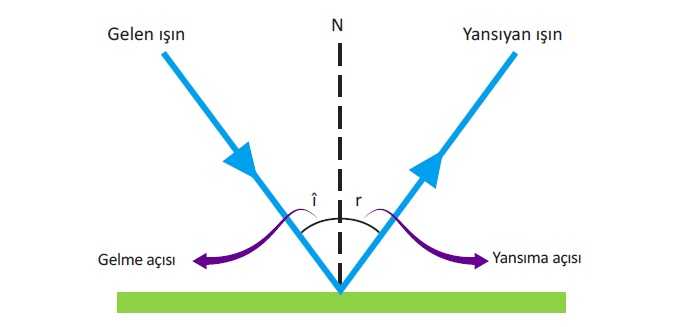 Gelen ışın
N
Yansıyan ışın
î
r
Gelme açısı
Yansıma açısı